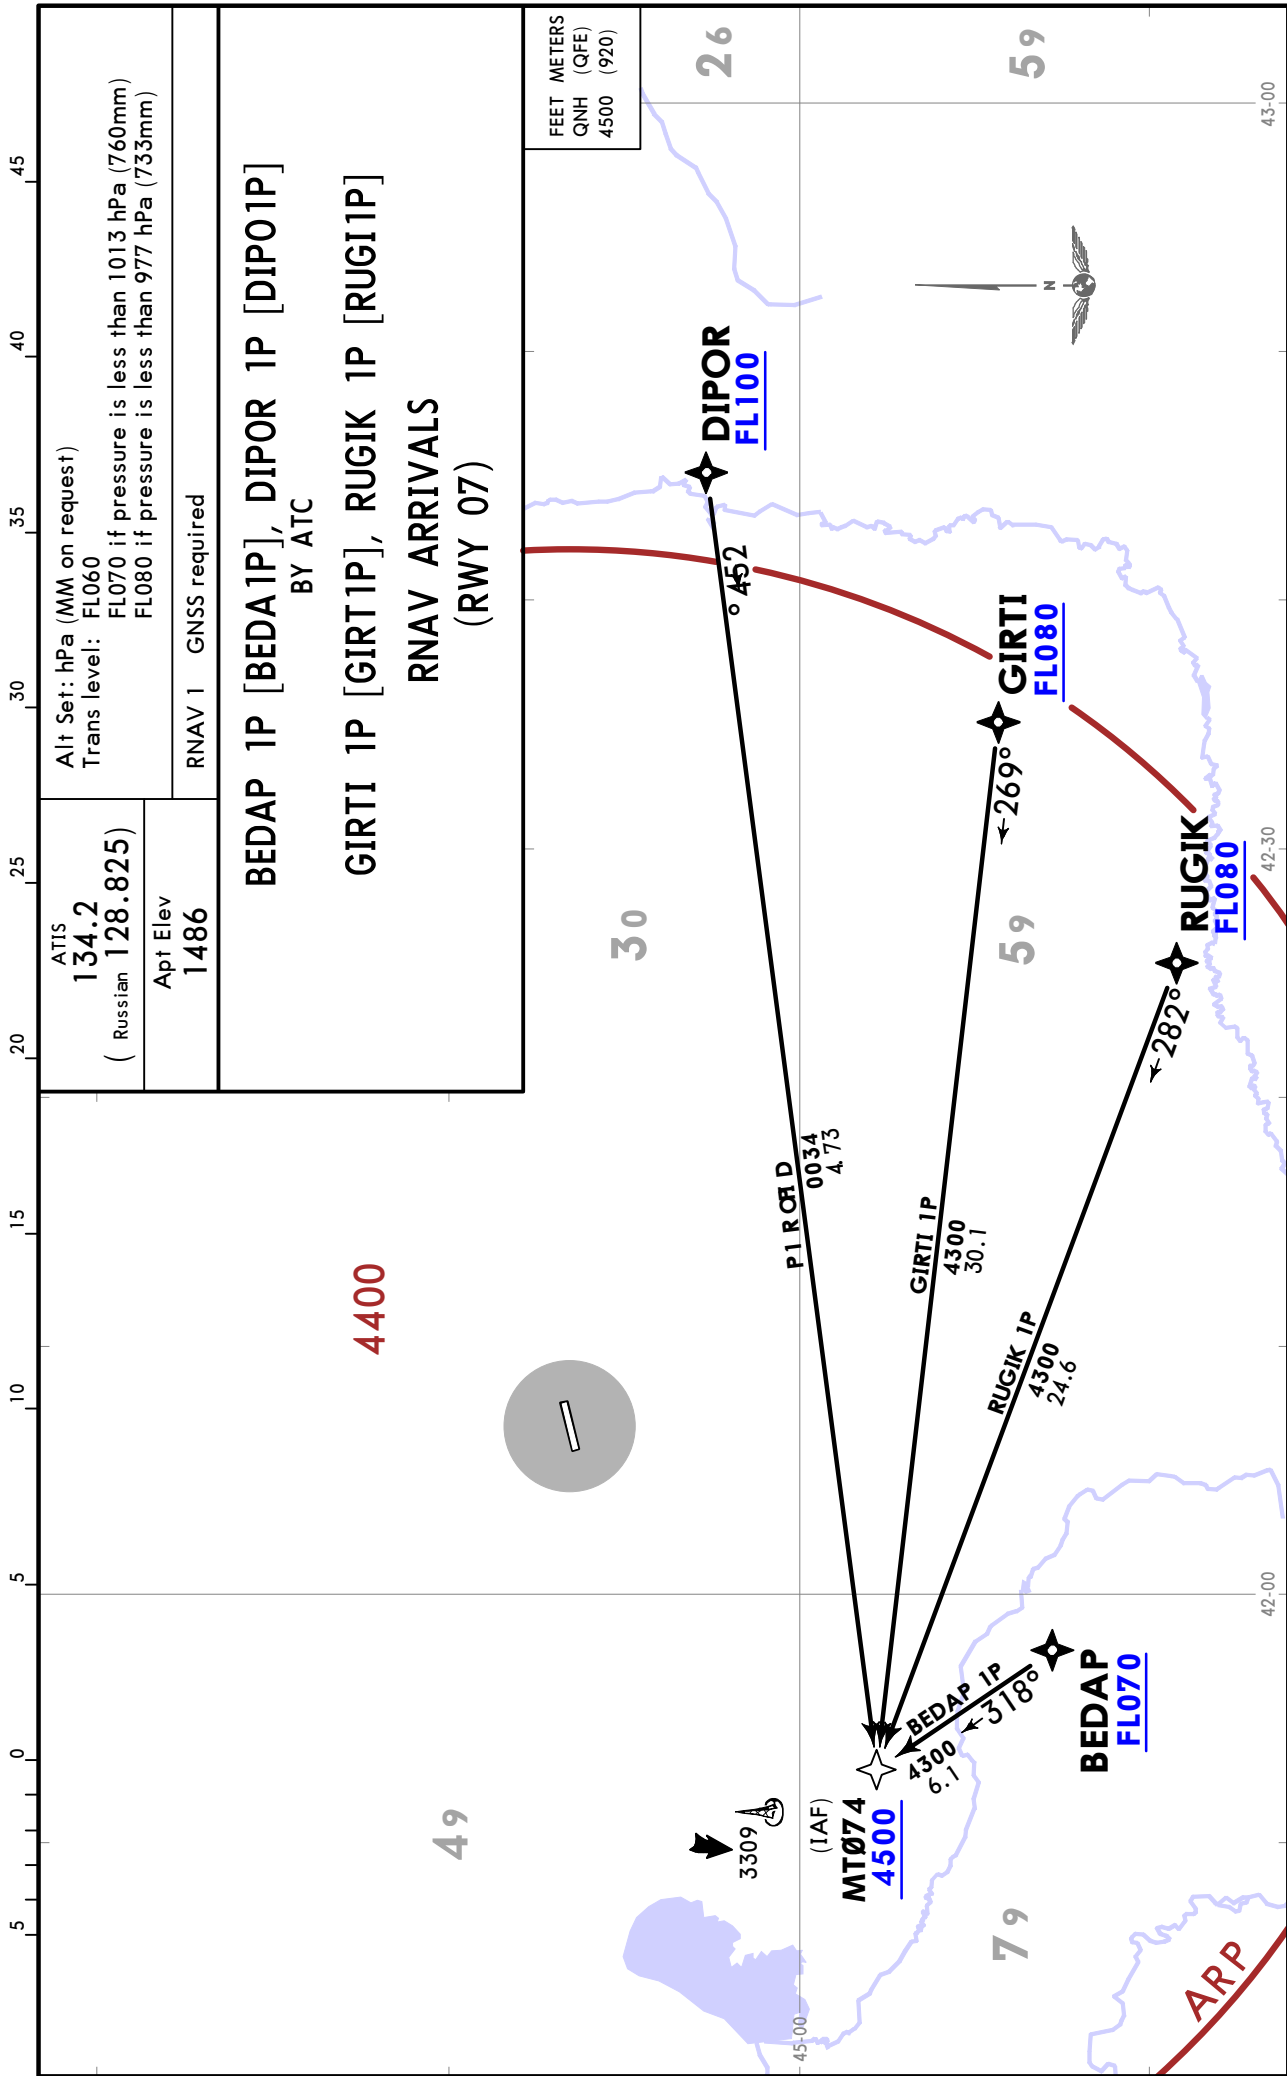 ATIS
134.2
( Russian 128.825)
Apt Elev
1486
Alt Set: hPa (MM on request)
Trans level: FL060
FL070 if pressure is less than 1013 hPa (760mm)
FL080 if pressure is less than 977 hPa (733mm)
RNAV 1 GNSS required
BEDAP 1P [BEDA1P], DIPOR 1P [DIPO1P]
BY ATC
GIRTI 1P [GIRT1P], RUGIK 1P [RUGI1P]
RNAV ARRIVALS
(RWY 07)
FEET METERS
QNH (QFE)
4500 (920)
5
0
5
10
15
20
25
30
35
40
45
49
4400
30
26
3309
(IAF)
MTØ74
4500
45-00
DIPOR
FL100
452°
P1 ROPID
0034
4.73
GIRTI
FL080
269°
GIRTI 1P
4300
30.1
RUGIK
FL080
282°
RUGIK 1P
4300
24.6
BEDAP 1P
318°
4300
6.1
BEDAP
FL070
79
59
59
N
ARP
42-00
42-30
43-00